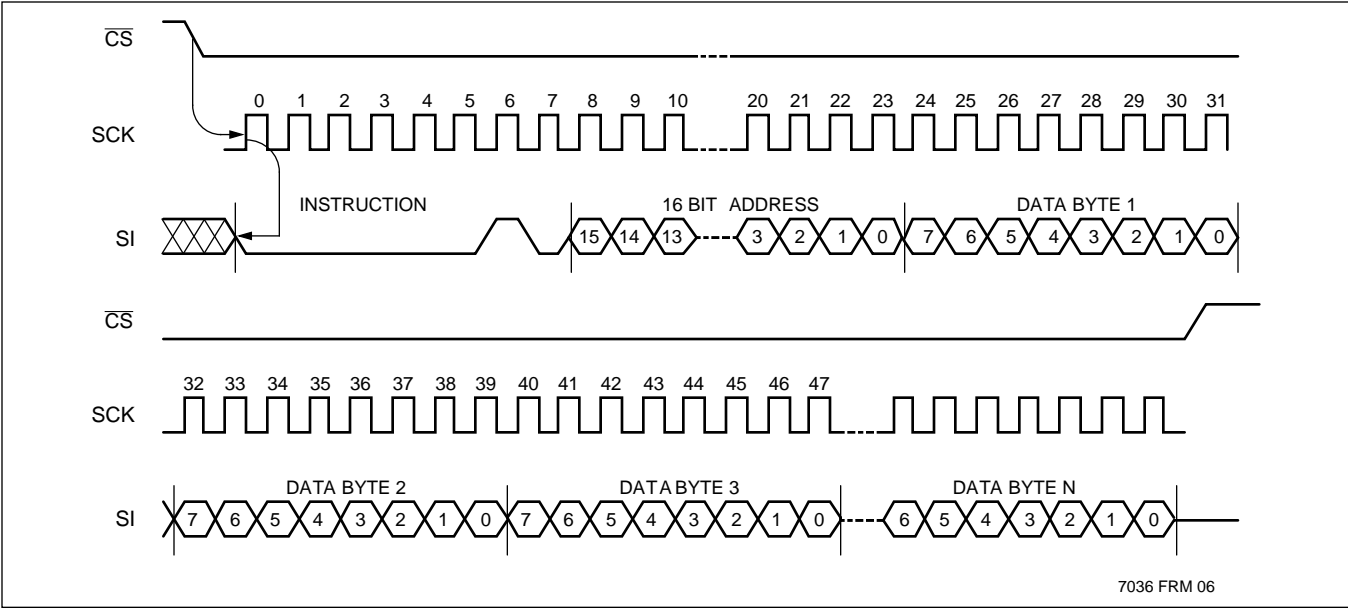 CS
0 1 2 3 4 5 6 7 8 9 10 20 21 22 23 24 25 26 27 28 29 30 31
SCK
INSTRUCTION 16 BIT ADDRESS DATA BYTE 1
SI 15 14 13 3 2 1 0 7 6 5 4 3 2 1 0
CS
32 33 34 35 36 37 38 39 40 41 42 43 44 45 46 47
SCK
DATA BYTE 2 DATA BYTE 3 DATA BYTE N
SI 7 6 5 4 3 2 1 0 7 6 5 4 3 2 1 0 6 5 4 3 2 1 0
7036 FRM 06